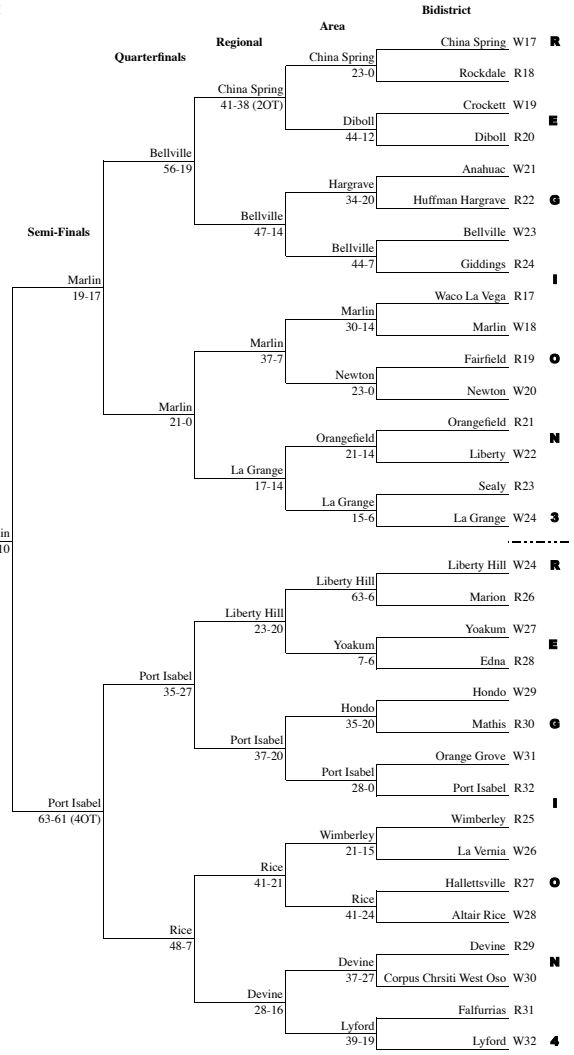 Bidistrict
Area
Regional
Quarterfinals
Semi-Finals
China Spring W17 R
China Spring
23-0
Rockdale R18
China Spring
41-38 (2OT)
Crockett W19
E
Diboll
44-12
Diboll R20
Bellville
56-19
Anahuac W21
Hargrave
34-20
Huffman Hargrave R22 G
Bellville
47-14
Bellville W23
Bellville
44-7
Giddings R24
I
Marlin
19-17
Waco La Vega R17
Marlin
30-14
Marlin W18
Marlin
37-7
Fairfield R19 O
Newton
23-0
Newton W20
Marlin
21-0
Orangefield R21
N
Orangefield
21-14
Liberty W22
La Grange
17-14
Sealy R23
La Grange
15-6
La Grange W24 3
in
10
Liberty Hill W24 R
Liberty Hill
63-6
Marion R26
Liberty Hill
23-20
Yoakum W27
E
Yoakum
7-6
Edna R28
Port Isabel
35-27
Hondo W29
Hondo
35-20
Mathis R30 G
Port Isabel
37-20
Orange Grove W31
Port Isabel
28-0
Port Isabel R32
I
Port Isabel
63-61 (4OT)
Wimberley R25
Wimberley
21-15
La Vernia W26
Rice
41-21
Hallettsville R27 O
Rice
41-24
Altair Rice W28
Rice
48-7
Devine R29
N
Devine
37-27
Corpus Chrsiti West Oso W30
Devine
28-16
Falfurrias R31
Lyford
39-19
Lyford W32 4